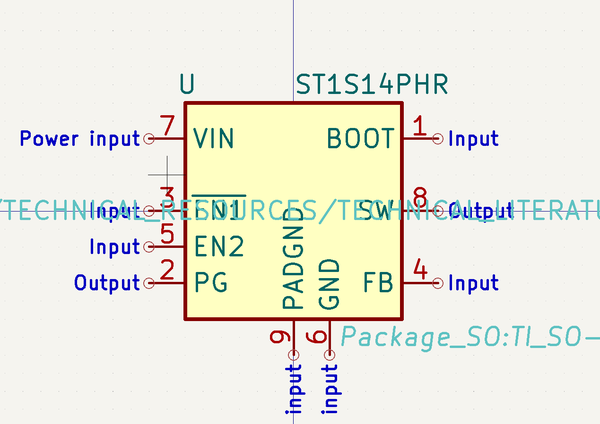 U ST1S14PHR
Power input 7 VIN BOOT 1 Input
/TECHNICAL_RESOURCES/TECHNICAL_LITERATU
Input 3 EN1 SW 8 Output
Input 5 EN2
Output 2 PG FB 4 Input
PADGND GND
9 6
Package_SO:TI_SO-
input input